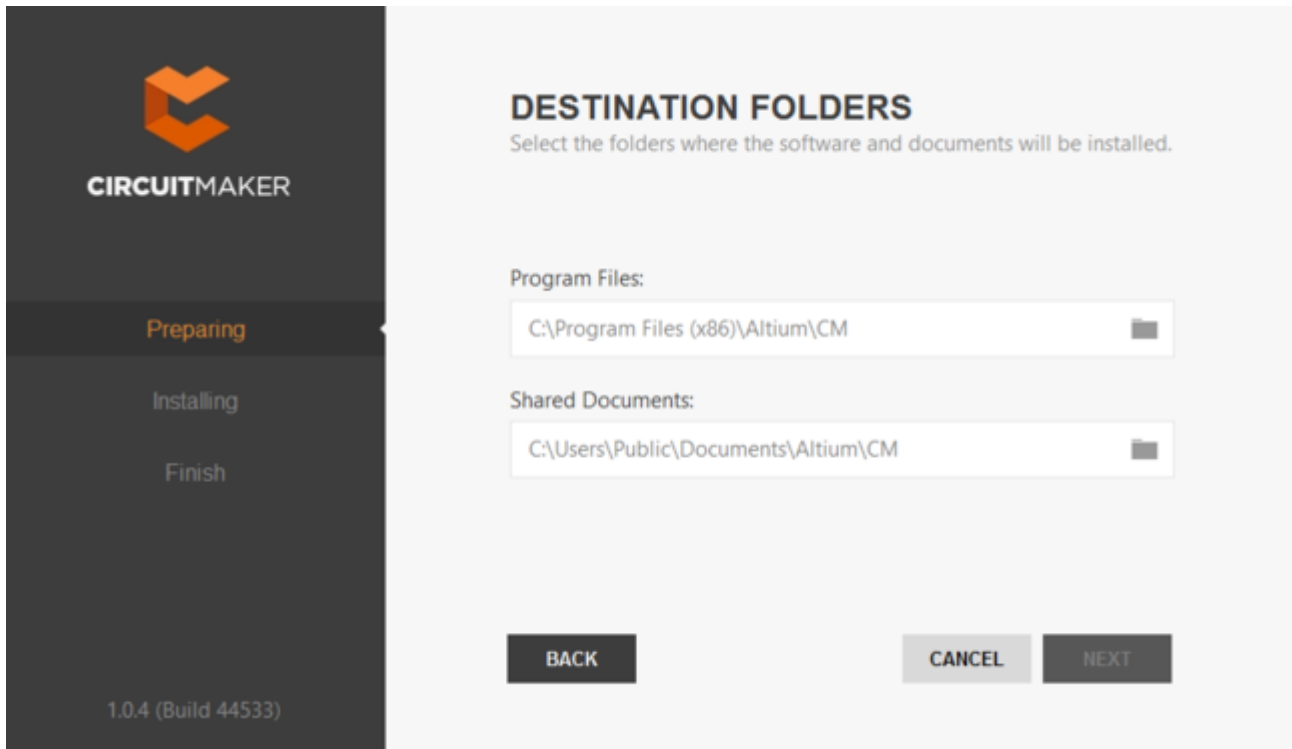 CIRCUITMAKER
Preparing
Installing
Finish
1.0.4 (Build 44533)
DESTINATION FOLDERS
Select the folders where the software and documents will be installed.
Program Files:
C:\Program Files (x86)\Altium\CM
Shared Documents:
C:\Users\Public\Documents\Altium\CM
BACK
CANCEL
NEXT